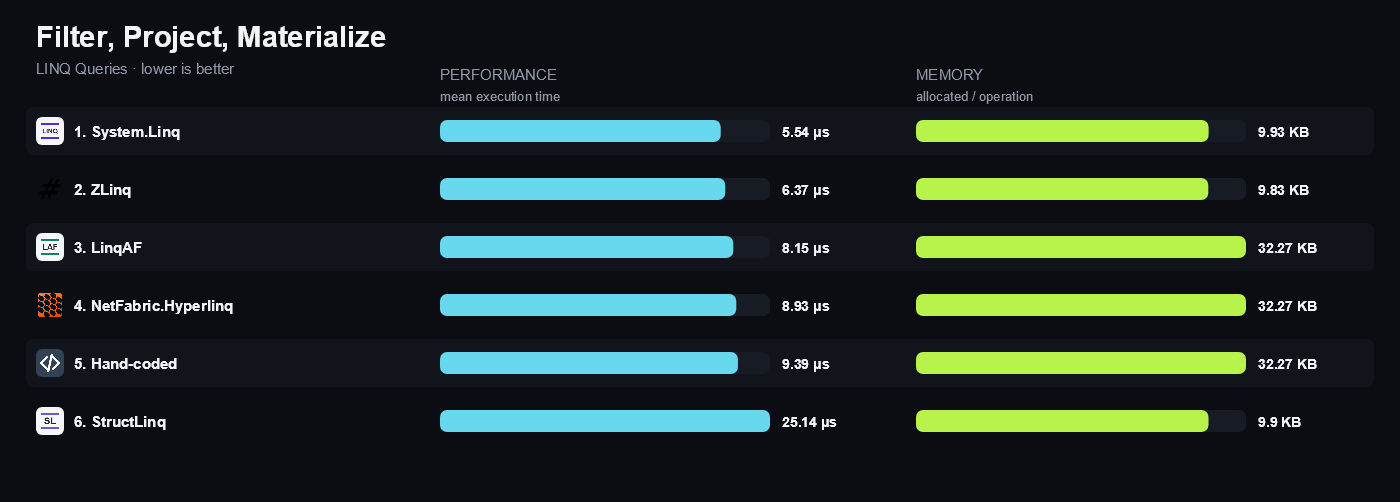 Filter, Project, Materialize
LINQ Queries · lower is better
PERFORMANCE
mean execution time
MEMORY
allocated / operation
LINQ 1. System.Linq 5.54 µs 9.93 KB
# 2. ZLinq 6.37 µs 9.83 KB
LAF 3. LinqAF 8.15 µs 32.27 KB
4. NetFabric.Hyperlinq 8.93 µs 32.27 KB
</> 5. Hand-coded 9.39 µs 32.27 KB
SL 6. StructLinq 25.14 µs 9.9 KB